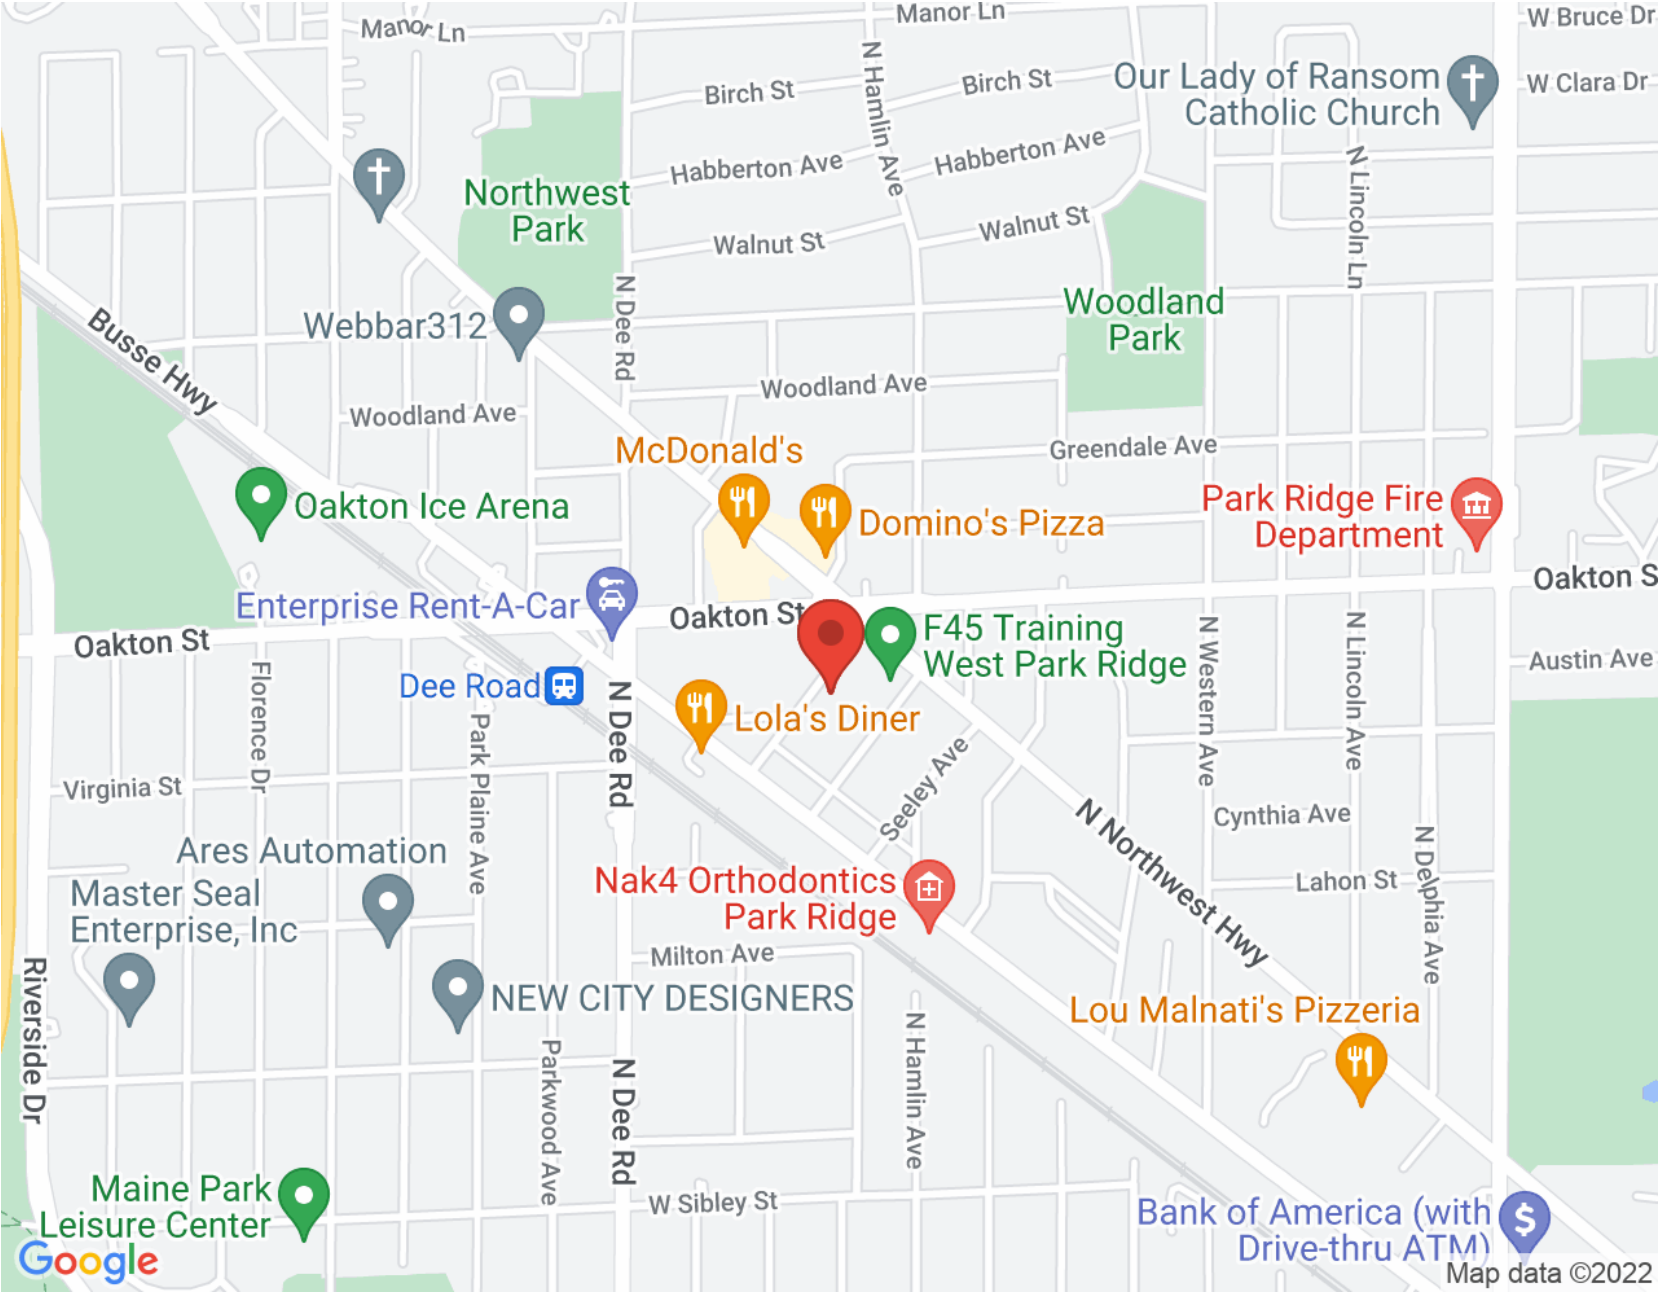 Manor Ln
Manor Ln
W Bruce Dr
Birch St
Birch St
N Hamlin Ave
Our Lady of Ransom
Catholic Church
W Clara Dr
Habberton Ave
Habberton Ave
N Lincoln Ln
Northwest
Park
Walnut St
Walnut St
N Dee Rd
Webbar312
Woodland
Park
Busse Hwy
Woodland Ave
Woodland Ave
McDonald's
Greendale Ave
Oakton Ice Arena
Domino's Pizza
Park Ridge Fire
Department
Enterprise Rent-A-Car
Oakton St
Oakton S
Oakton St
F45 Training
West Park Ridge
N Western Ave
N Lincoln Ave
Austin Ave
Dee Road
Florence Dr
Park Plaine Ave
N Dee Rd
Lola's Diner
Seeley Ave
Virginia St
Cynthia Ave
N Northwest Hwy
N Delphia Ave
Ares Automation
Master Seal
Enterprise, Inc
Nak4 Orthodontics
Park Ridge
Lahon St
Milton Ave
Riverside Dr
NEW CITY DESIGNERS
Lou Malnati's Pizzeria
N Hamlin Ave
Parkwood Ave
N Dee Rd
Maine Park
Leisure Center
W Sibley St
Bank of America (with
Drive-thru ATM)
Google
Map data ©2022